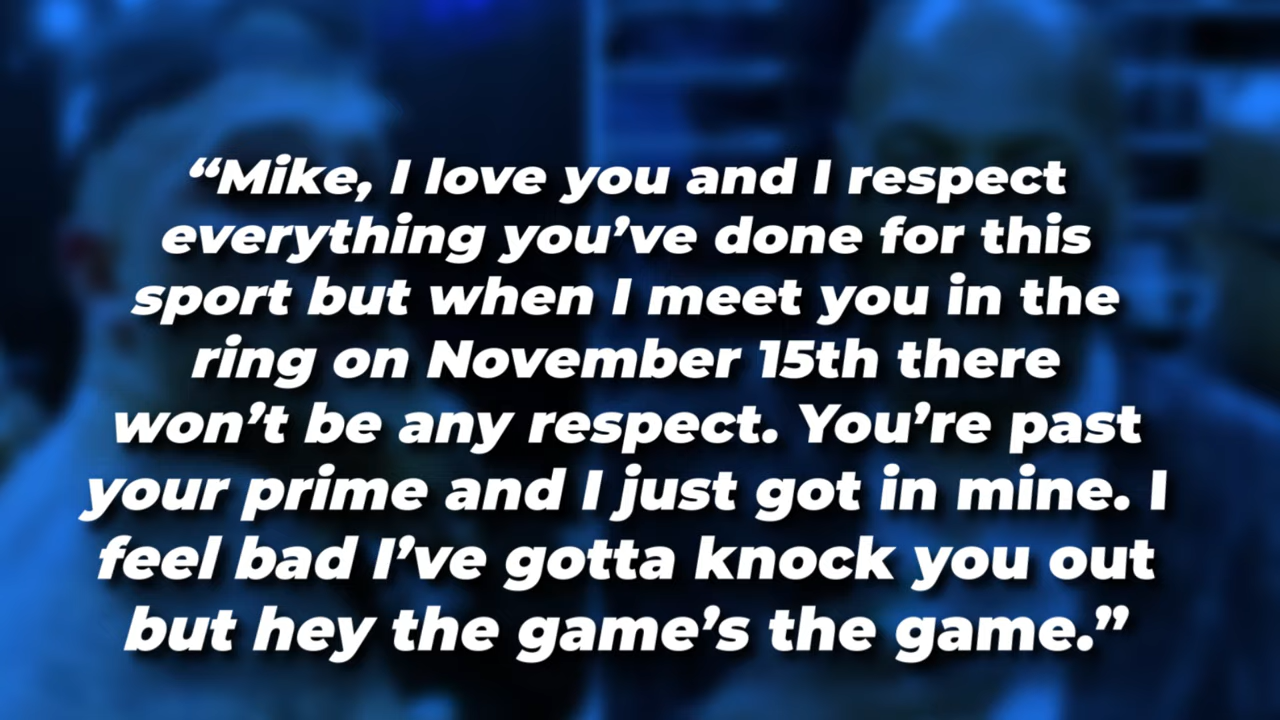 “Mike, I love you and I respect
everything you’ve done for this
sport but when I meet you in the
ring on November 15th there
won’t be any respect. You’re past
your prime and I just got in mine. I
feel bad I’ve gotta knock you out
but hey the game’s the game.”